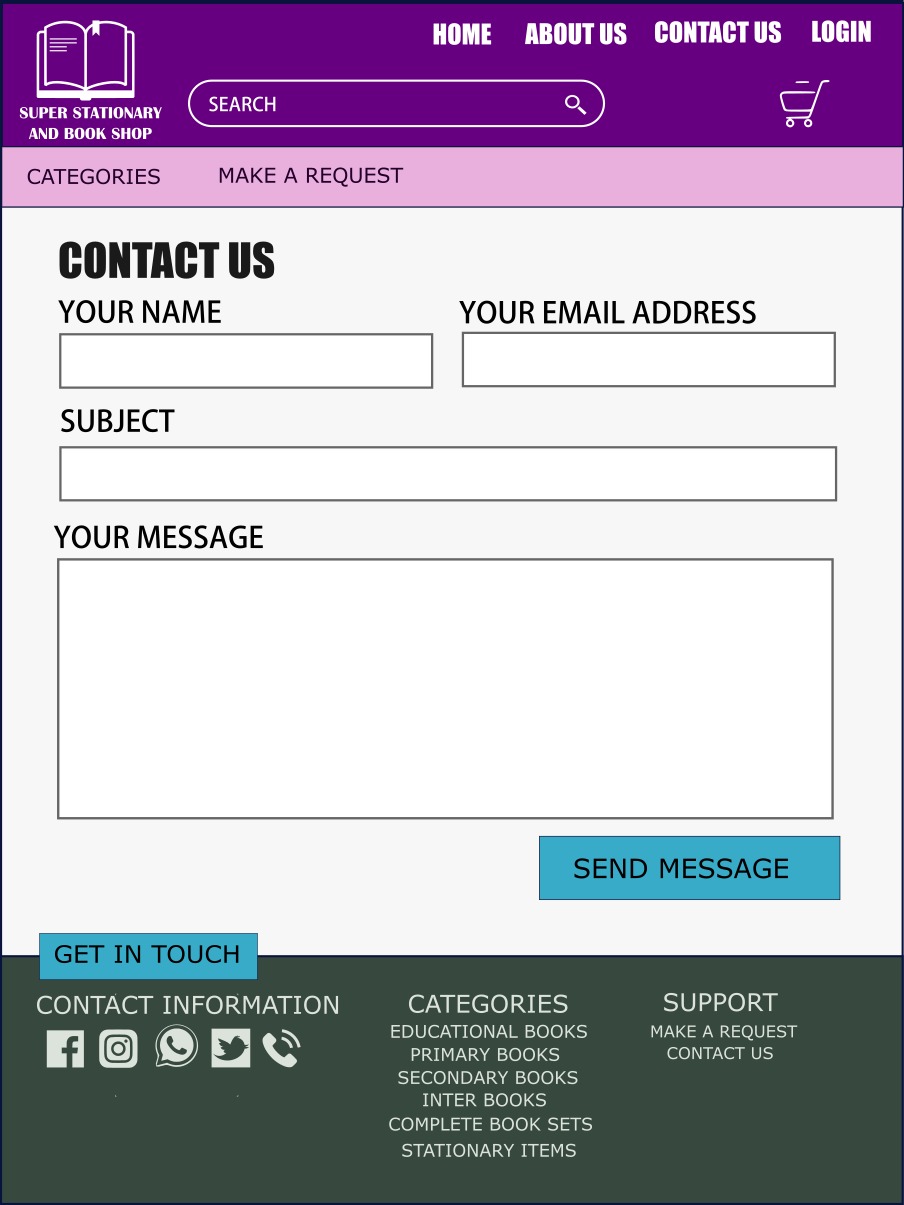 HOME ABOUT US CONTACT US LOGIN
SUPER STATIONARY
AND BOOK SHOP
SEARCH
CATEGORIES MAKE A REQUEST
CONTACT US
YOUR NAME YOUR EMAIL ADDRESS
SUBJECT
YOUR MESSAGE
SEND MESSAGE
GET IN TOUCH
CONTACT INFORMATION
CATEGORIES
EDUCATIONAL BOOKS
PRIMARY BOOKS
SECONDARY BOOKS
INTER BOOKS
COMPLETE BOOK SETS
STATIONARY ITEMS
SUPPORT
MAKE A REQUEST
CONTACT US